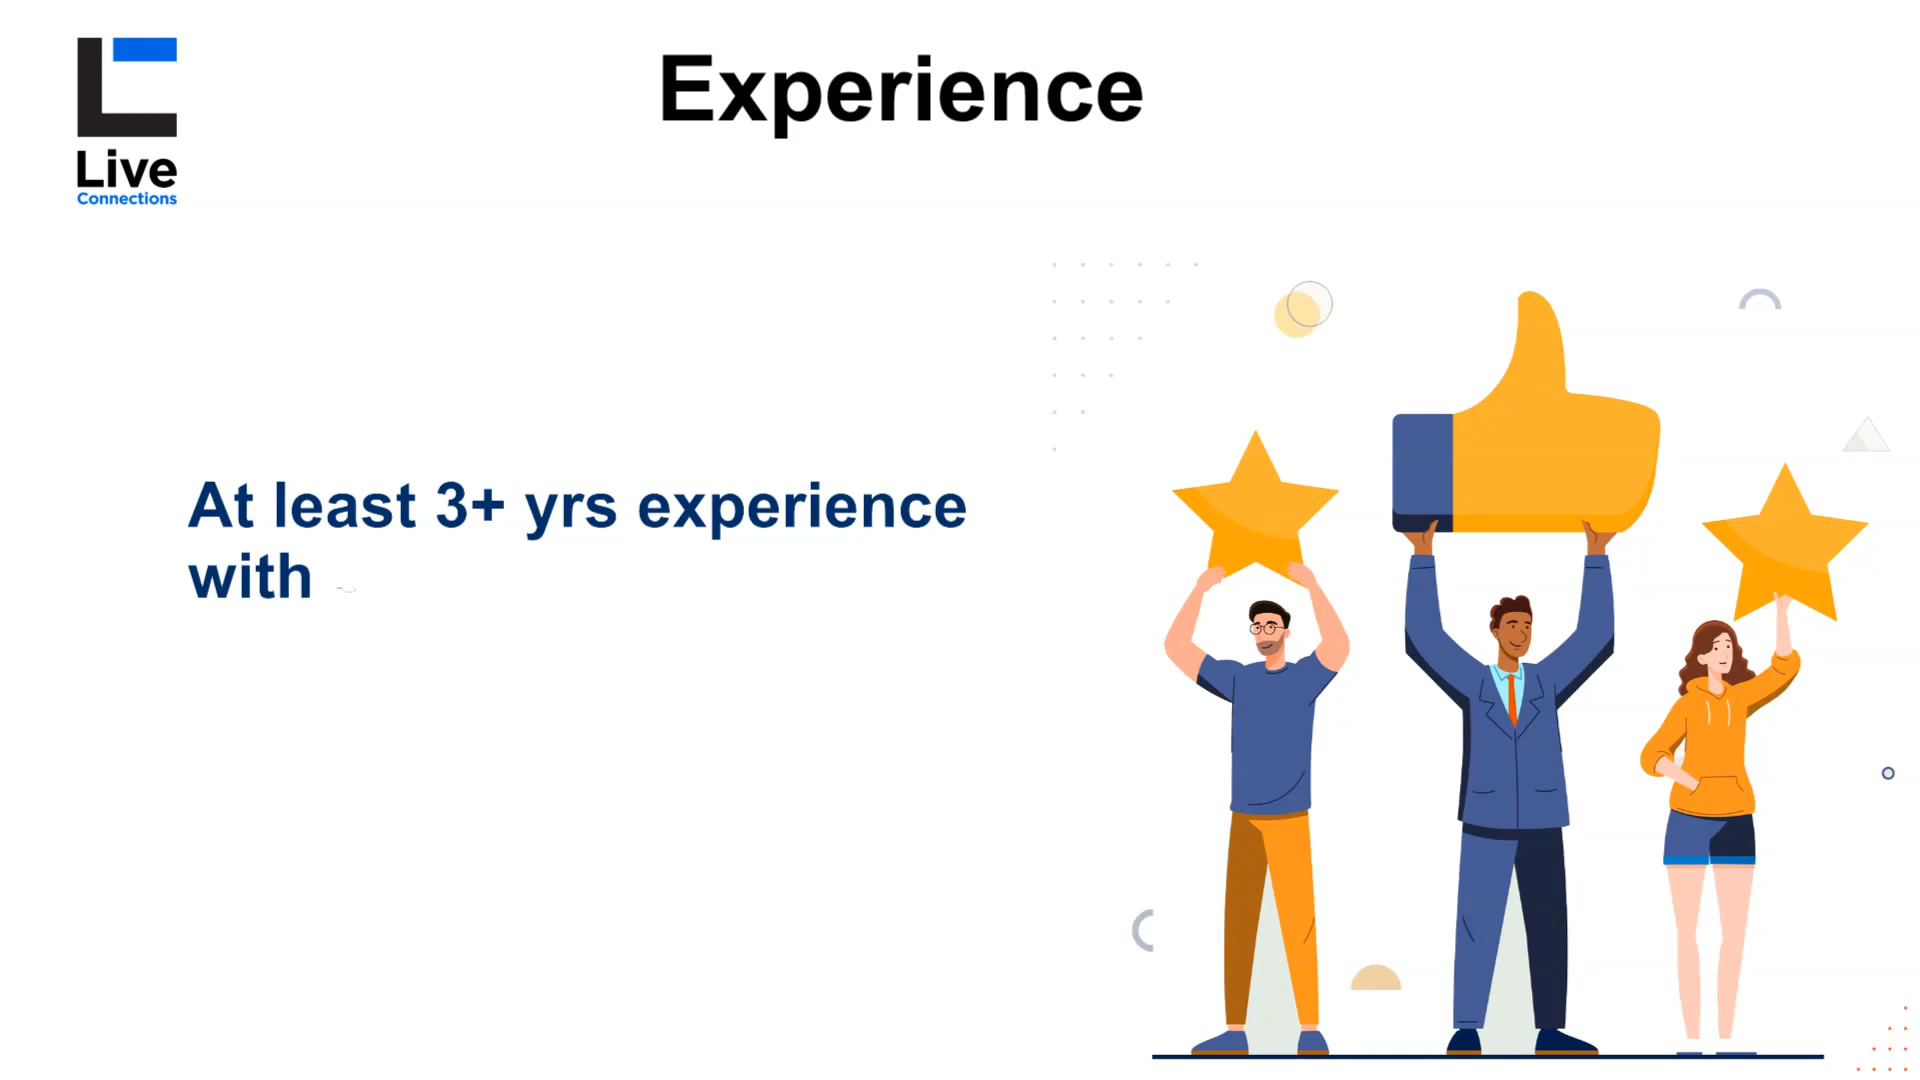 Experience
Live
Connections
At least 3+ yrs experience
with